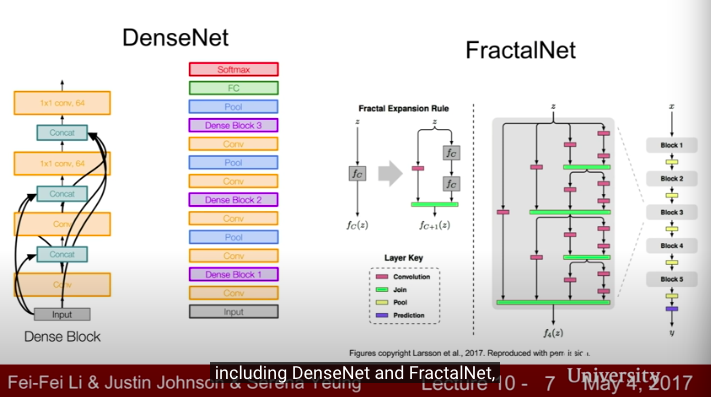 DenseNet
FractalNet
Softmax
FC
Pool
Dense Block 3
Conv
Pool
Conv
Dense Block 2
Conv
Pool
Conv
Dense Block 1
Conv
Input
1x1 conv, 64
Concat
1x1 conv, 64
Concat
Conv
Concat
Conv
Input
Dense Block
Fractal Expansion Rule
z
z
f_C
f_C
f_C
f_C(z)
f_{C+1}(z)
Layer Key
Convolution
Join
Pool
Prediction
z
f_4(z)
x
Block 1
Block 2
Block 3
Block 4
Block 5
y
Figures copyright Larsson et al., 2017. Reproduced with
including DenseNet and FractalNet,
Fei-Fei Li & Justin Johnson & Serena Yeung
Lecture 10 - 7
University
May 4, 2017